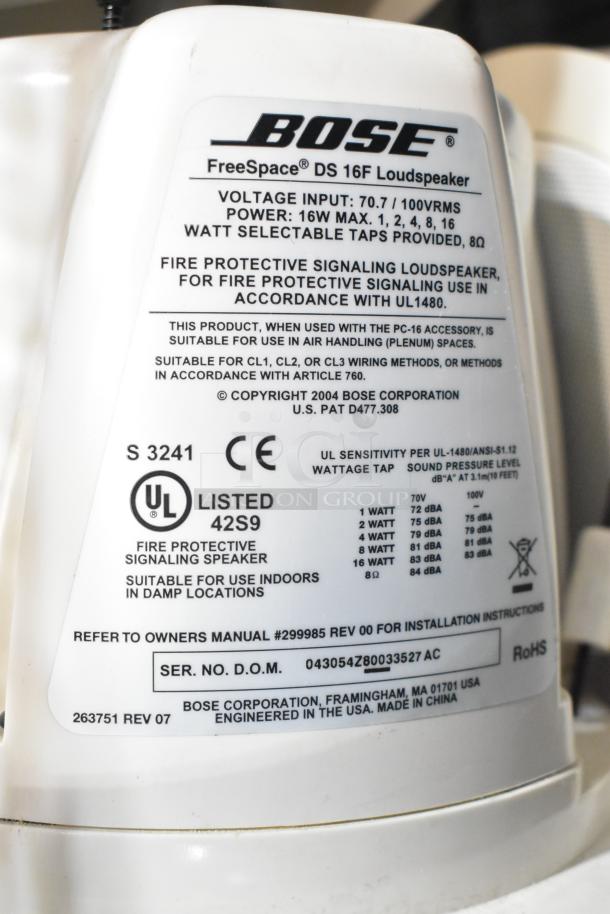 BOSE®
FreeSpace® DS 16F Loudspeaker
VOLTAGE INPUT: 70.7 / 100VRMS
POWER: 16W MAX. 1, 2, 4, 8, 16
WATT SELECTABLE TAPS PROVIDED, 8Ω
FIRE PROTECTIVE SIGNALING LOUDSPEAKER,
FOR FIRE PROTECTIVE SIGNALING USE IN
ACCORDANCE WITH UL1480.
THIS PRODUCT, WHEN USED WITH THE PC-16 ACCESSORY, IS
SUITABLE FOR USE IN AIR HANDLING (PLENUM) SPACES.
SUITABLE FOR CL1, CL2, OR CL3 WIRING METHODS, OR METHODS
IN ACCORDANCE WITH ARTICLE 760.
© COPYRIGHT 2004 BOSE CORPORATION
U.S. PAT D477.308
S 3241 CE
UL LISTED
42S9
FIRE PROTECTIVE
SIGNALING SPEAKER
SUITABLE FOR USE INDOORS
IN DAMP LOCATIONS
UL SENSITIVITY PER UL-1480/ANSI-S1.12
WATTAGE TAP SOUND PRESSURE LEVEL
dB"A" AT 3.1m(10 FEET)
70V 100V
1 WATT 72 dBA –
2 WATT 75 dBA 75 dBA
4 WATT 79 dBA 79 dBA
8 WATT 81 dBA 81 dBA
16 WATT 83 dBA 83 dBA
8Ω 84 dBA
PCI
AUCTION GROUP
REFER TO OWNERS MANUAL #299985 REV 00 FOR INSTALLATION INSTRUCTIONS
SER. NO. D.O.M. 043054Z80033527 AC
RoHS
BOSE CORPORATION, FRAMINGHAM, MA 01701 USA
263751 REV 07 ENGINEERED IN THE USA. MADE IN CHINA